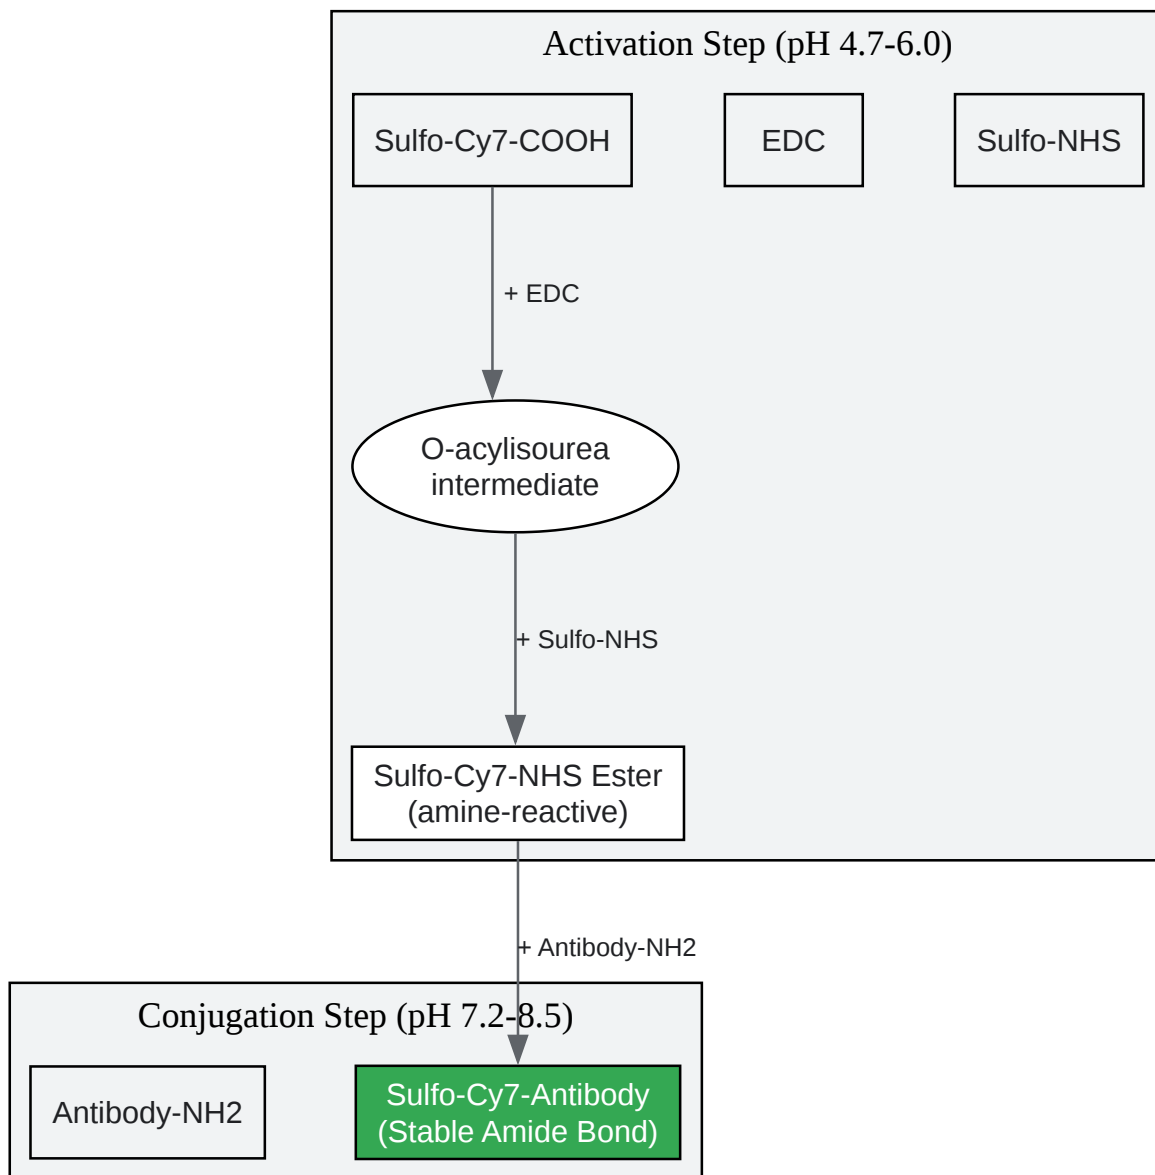 Activation Step (pH 4.7-6.0)
Sulfo-Cy7-COOH
EDC
Sulfo-NHS
+ EDC
O-acylisourea
intermediate
+ Sulfo-NHS
Sulfo-Cy7-NHS Ester
(amine-reactive)
+ Antibody-NH2
Conjugation Step (pH 7.2-8.5)
Antibody-NH2
Sulfo-Cy7-Antibody
(Stable Amide Bond)